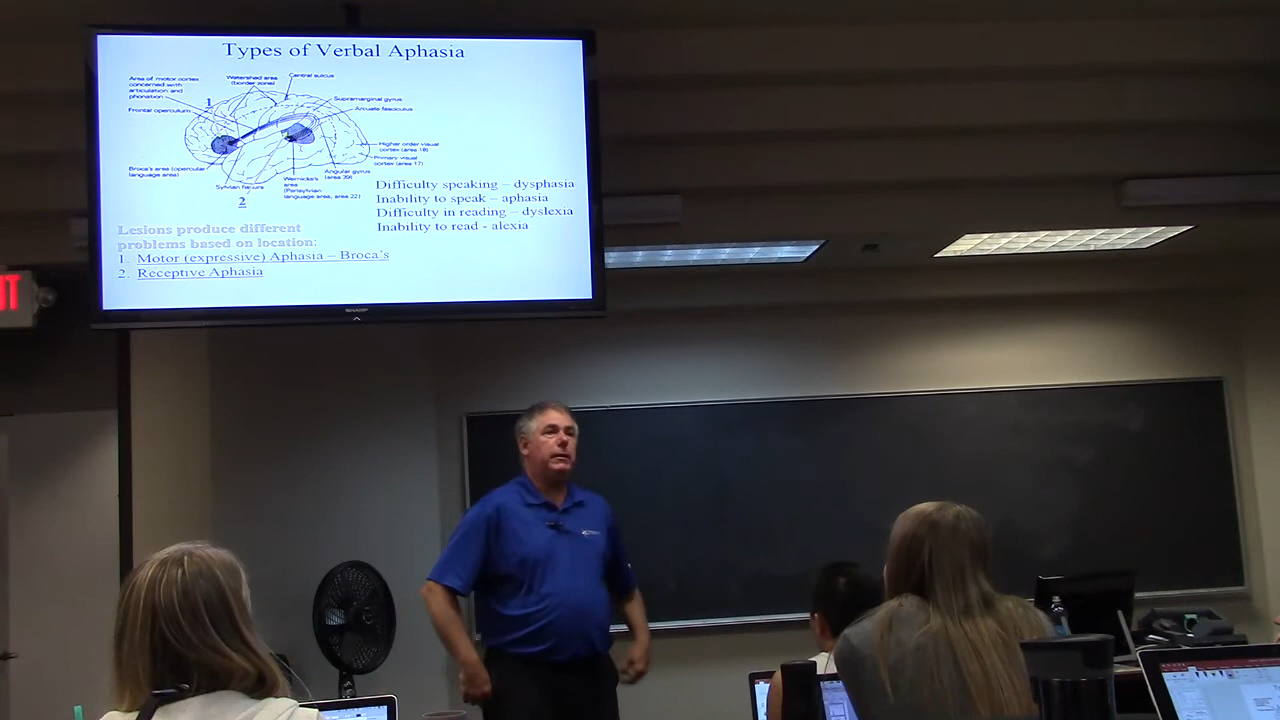 Types of Verbal Aphasia
Area of motor cortex
concerned with
articulation and
phonation
Watershed area
(border zone)
Central sulcus
1
Supramarginal gyrus
Arcuate fasciculus
Frontal operculum
Higher order visual
cortex (area 18)
Primary visual
cortex (area 17)
Broca's area (opercular
language area)
Sylvian fissure
Wernicke's
area
(Perisylvian
language area, area 22)
Angular gyrus
(area 39)
2
Difficulty speaking – dysphasia
Inability to speak – aphasia
Difficulty in reading – dyslexia
Inability to read - alexia
Lesions produce different
problems based on location:
1. Motor (expressive) Aphasia – Broca's
2. Receptive Aphasia
SHARP
IT